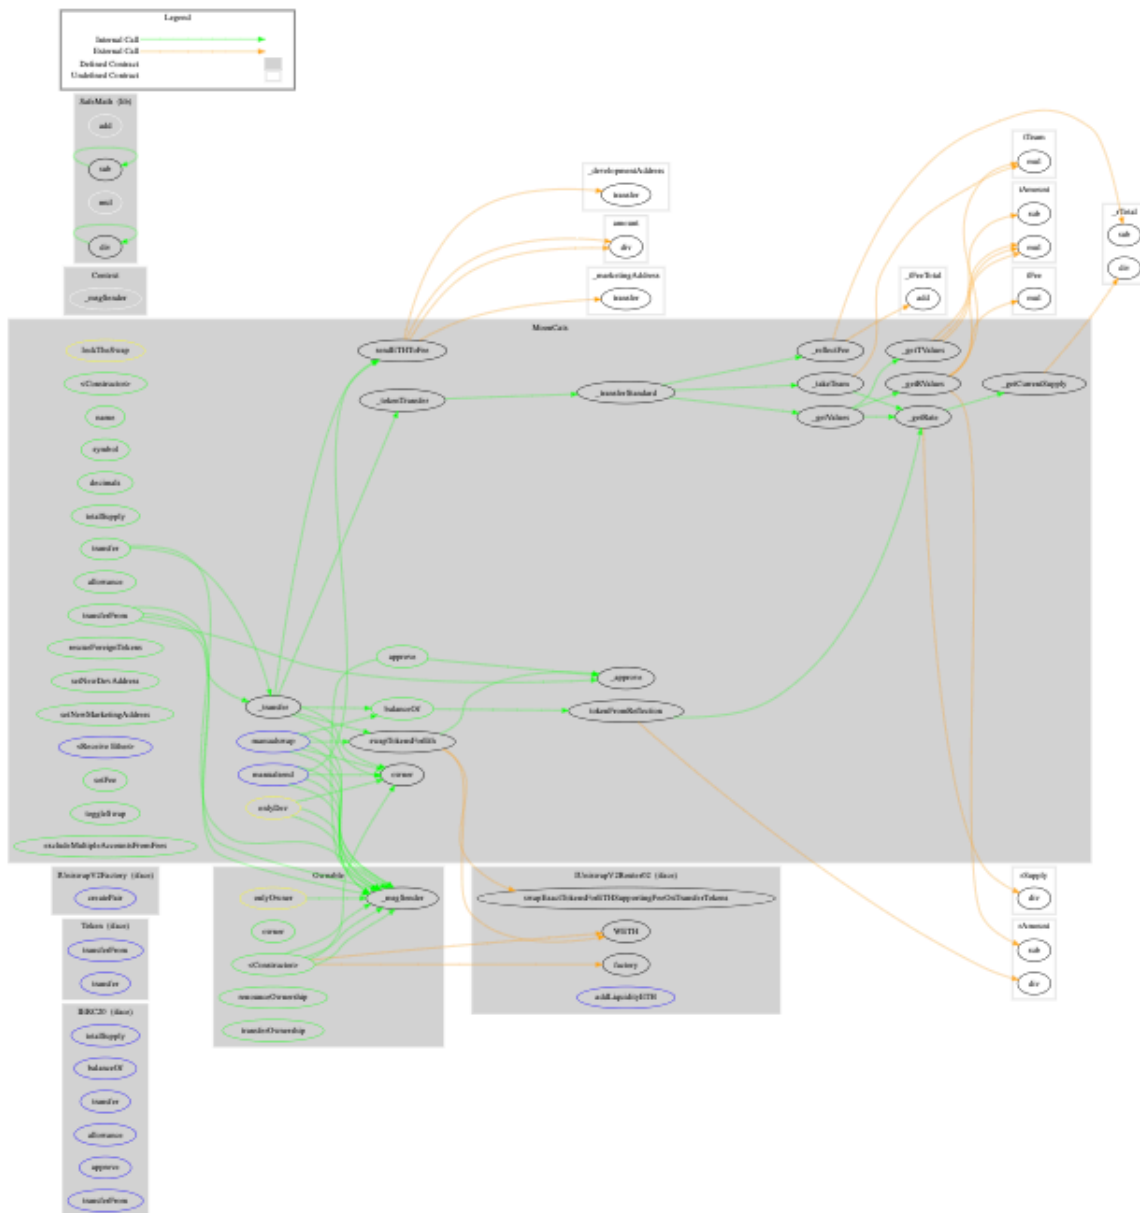 Legend
Internal Call
External Call
Defined Contract
Undefined Contract
SafeMath (lib)
add
sub
mul
div
Context
_msgSender
_developmentAddress
transfer
amount
div
_marketingAddress
transfer
_tFeeTotal
add
tTeam
mul
tAmount
sub
mul
tFee
mul
_rTotal
sub
div
MoonCats
lockTheSwap
<Constructor>
name
symbol
decimals
totalSupply
transfer
allowance
transferFrom
rescueForeignTokens
setNewDevAddress
setNewMarketingAddress
<Receive Ether>
setFee
toggleSwap
excludeMultipleAccountsFromFees
sendETHToFee
_tokenTransfer
_transferStandard
_reflectFee
_takeTeam
_getValues
_getTValues
_getRValues
_getRate
_getCurrentSupply
approve
_approve
_transfer
balanceOf
tokenFromReflection
manualswap
swapTokensForEth
manualsend
owner
onlyDev
IUniswapV2Factory (iface)
createPair
Token (iface)
transferFrom
transfer
IERC20 (iface)
totalSupply
balanceOf
transfer
allowance
approve
transferFrom
Ownable
onlyOwner
_msgSender
owner
<Constructor>
renounceOwnership
transferOwnership
IUniswapV2Router02 (iface)
swapExactTokensForETHSupportingFeeOnTransferTokens
WETH
factory
addLiquidityETH
rSupply
div
rAmount
sub
div